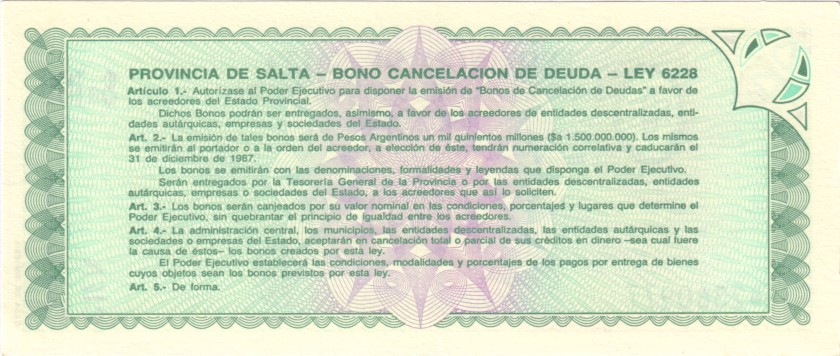 PROVINCIA DE SALTA – BONO CANCELACION DE DEUDA – LEY 6228
Artículo 1.- Autorízase al Poder Ejecutivo para disponer la emisión de "Bonos de Cancelación de Deudas" a favor de
los acreedores del Estado Provincial.
Dichos Bonos podrán ser entregados, asimismo, a favor de los acreedores de entidades descentralizadas, enti-
dades autárquicas, empresas y sociedades del Estado.
Art. 2.- La emisión de tales bonos será de Pesos Argentinos un mil quinientos millones ($a 1.500.000.000). Los mismos
se emitirán al portador o a la orden del acreedor, a elección de éste, tendrán numeración correlativa y caducarán el
31 de diciembre de 1987.
Los bonos se emitirán con las denominaciones, formalidades y leyendas que disponga el Poder Ejecutivo.
Serán entregados por la Tesorería General de la Provincia o por las entidades descentralizadas, entidades
autárquicas, empresas o sociedades del Estado, a los acreedores que así lo soliciten.
Art. 3.- Los bonos serán canjeados por su valor nominal en las condiciones, porcentajes y lugares que determine el
Poder Ejecutivo, sin quebrantar el principio de igualdad entre los acreedores.
Art. 4.- La administración central, los municipios, las entidades descentralizadas, las entidades autárquicas y las
sociedades o empresas del Estado, aceptarán en cancelación total o parcial de sus créditos en dinero –sea cual fuere
la causa de éstos– los bonos creados por esta ley.
El Poder Ejecutivo establecerá las condiciones, modalidades y porcentajes de los pagos por entrega de bienes
cuyos objetos sean los bonos previstos por esta ley.
Art. 5.- De forma.